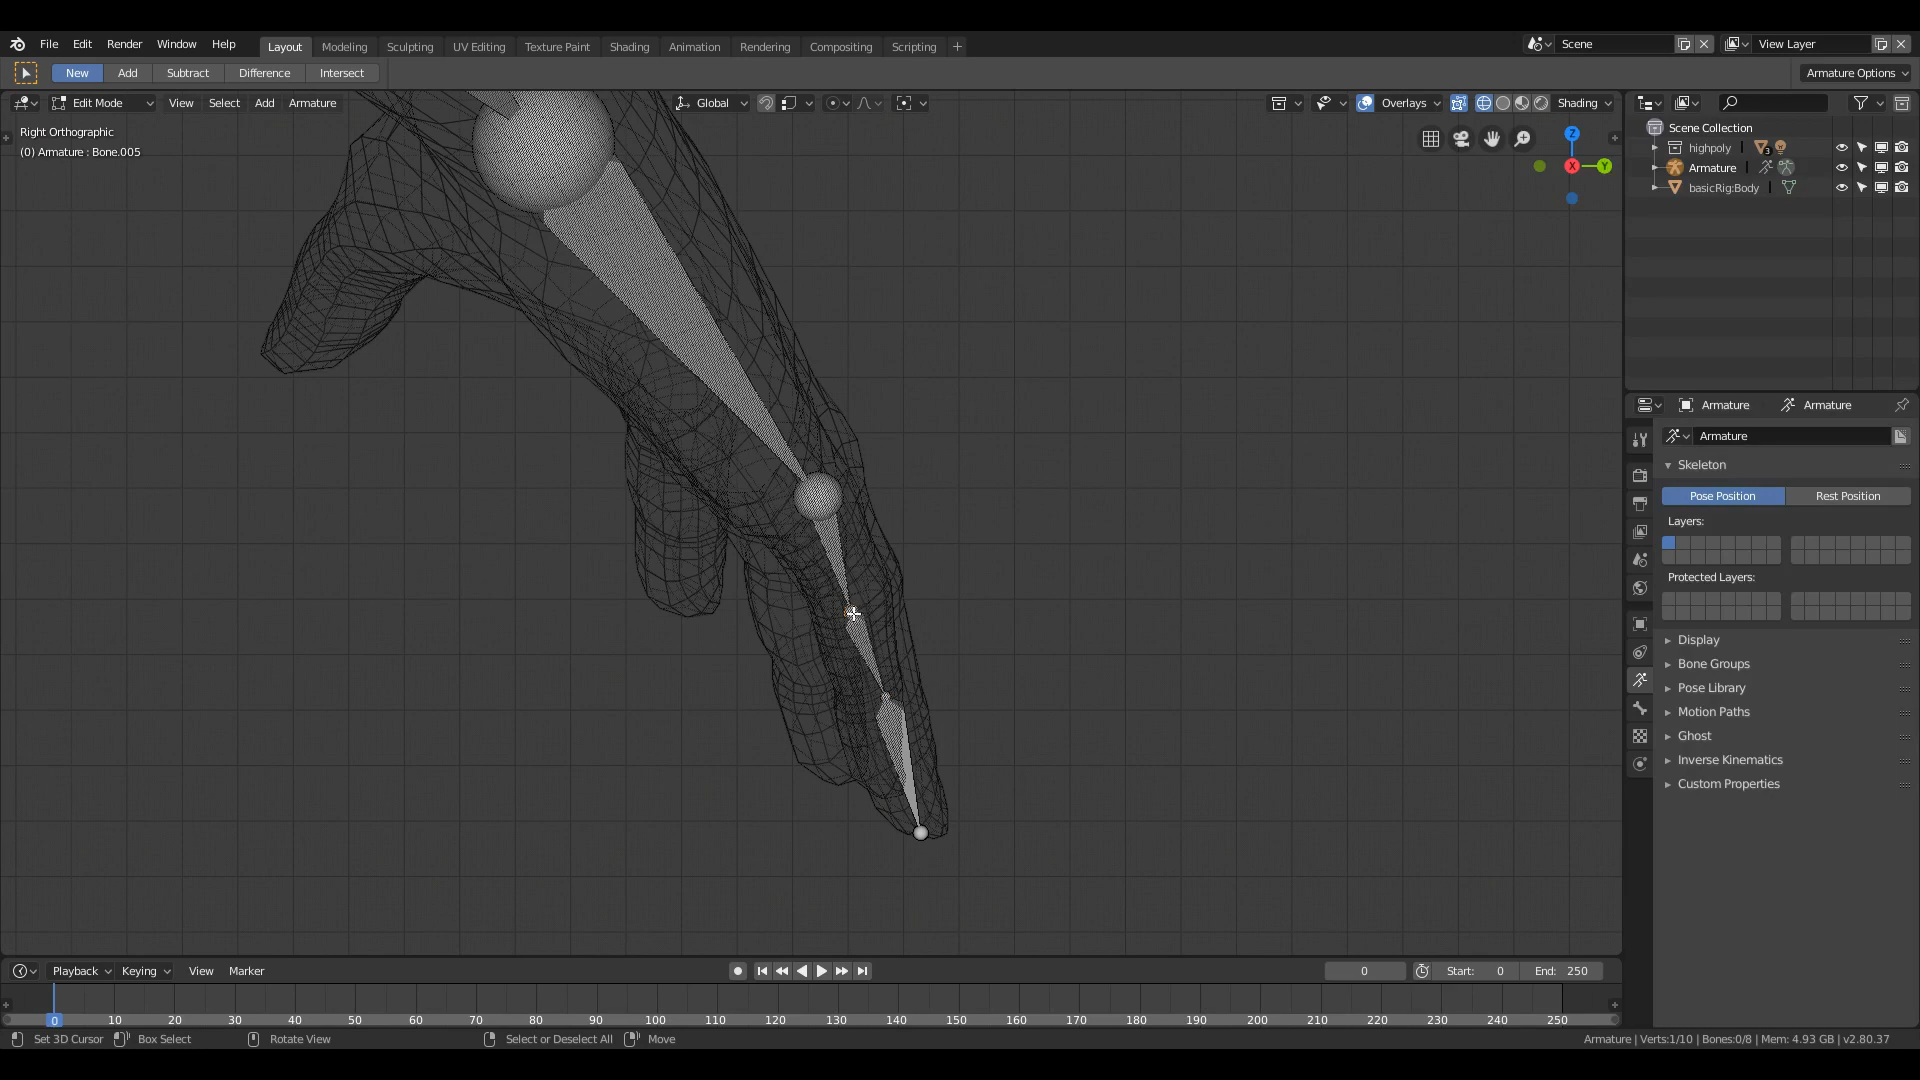 File Edit Render Window Help Layout Modeling Sculpting UV Editing Texture Paint Shading Animation Rendering Compositing Scripting + Scene View Layer
New Add Subtract Difference Intersect Armature Options
Edit Mode View Select Add Armature Global Overlays Shading
Right Orthographic
(0) Armature : Bone.005
Z
X Y
Scene Collection
highpoly 3
Armature
basicRig:Body
Armature Armature
Armature
Skeleton
Pose Position Rest Position
Layers:
Protected Layers:
Display
Bone Groups
Pose Library
Motion Paths
Ghost
Inverse Kinematics
Custom Properties
Playback Keying View Marker 0 Start: 0 End: 250
0 10 20 30 40 50 60 70 80 90 100 110 120 130 140 150 160 170 180 190 200 210 220 230 240 250
Set 3D Cursor Box Select Rotate View Select or Deselect All Move Armature | Verts:1/10 | Bones:0/8 | Mem: 4.93 GB | v2.80.37